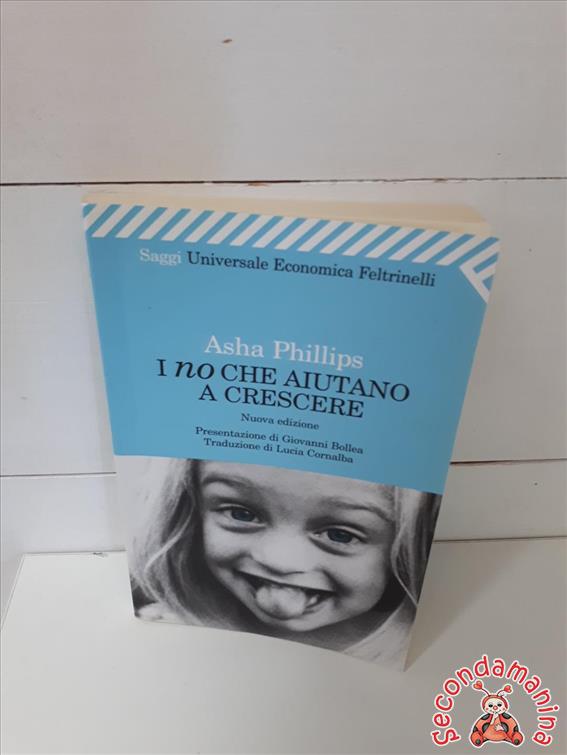 Saggi Universale Economica Feltrinelli
Asha Phillips
I no CHE AIUTANO
A CRESCERE
Nuova edizione
Presentazione di Giovanni Bollea
Traduzione di Lucia Cornalba
Secondamanina